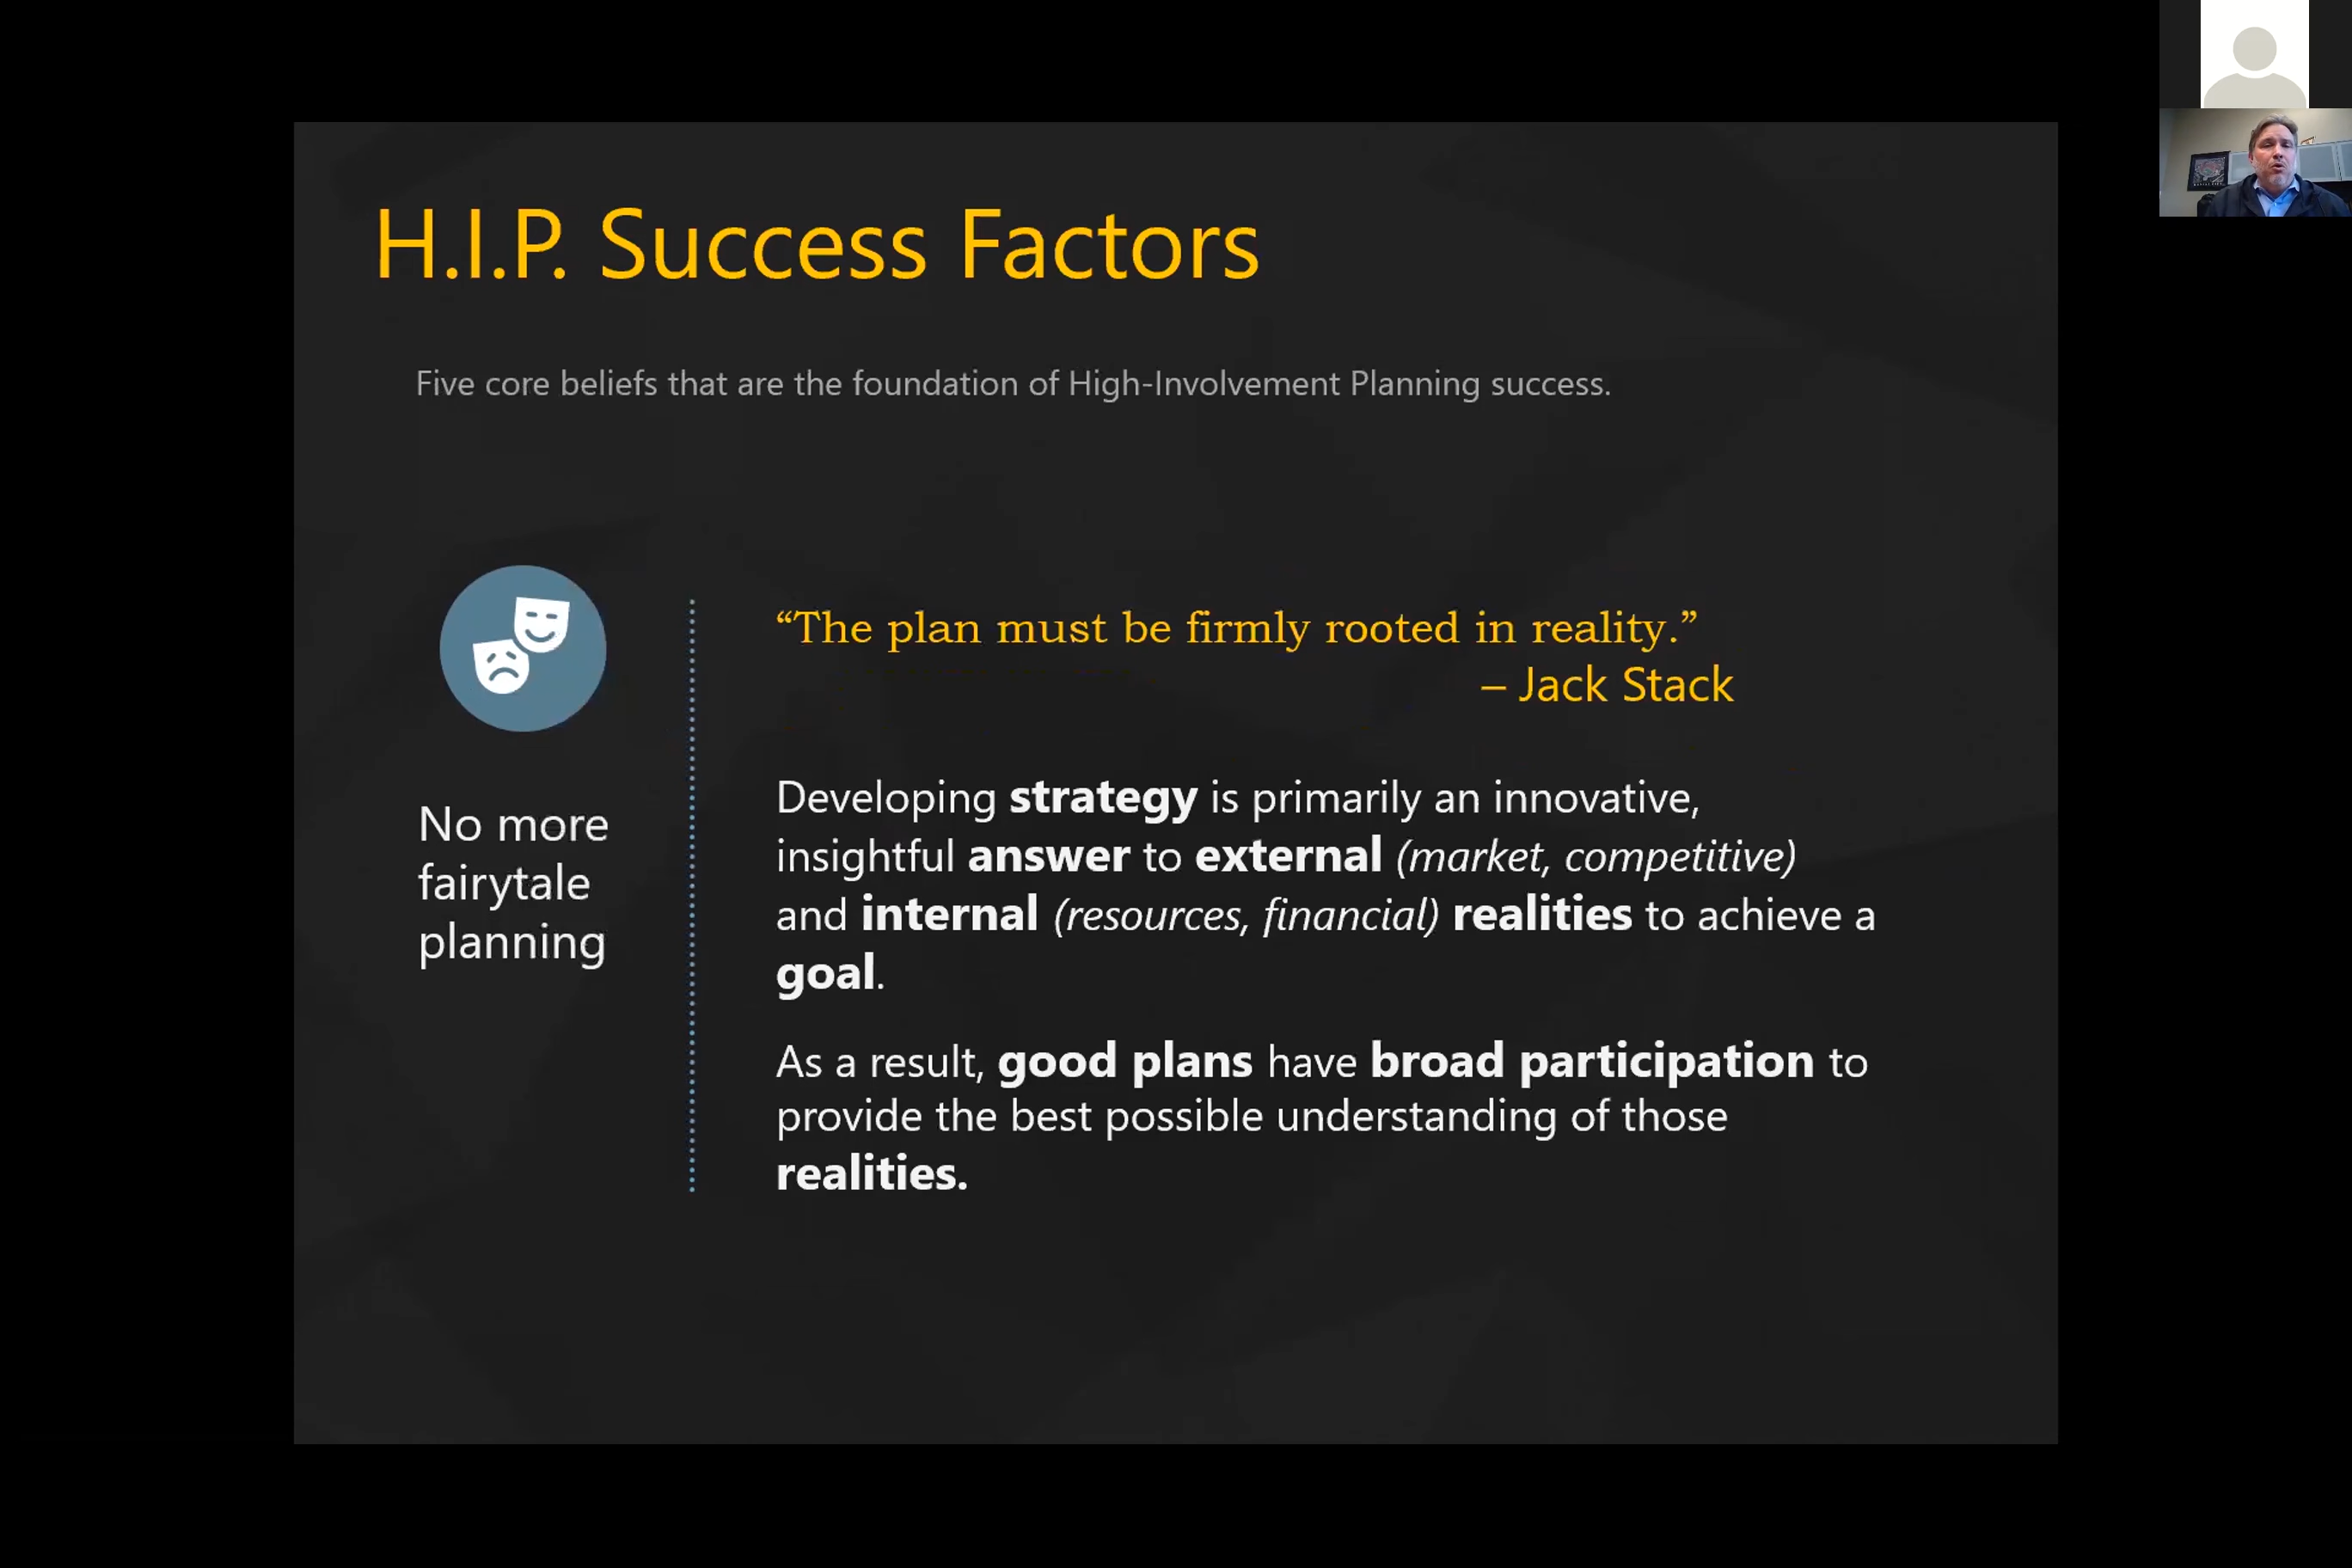 H.I.P. Success Factors
Five core beliefs that are the foundation of High-Involvement Planning success.
No more
fairytale
planning
“The plan must be firmly rooted in reality.”
– Jack Stack
Developing strategy is primarily an innovative,
insightful answer to external (market, competitive)
and internal (resources, financial) realities to achieve a
goal.
As a result, good plans have broad participation to
provide the best possible understanding of those
realities.